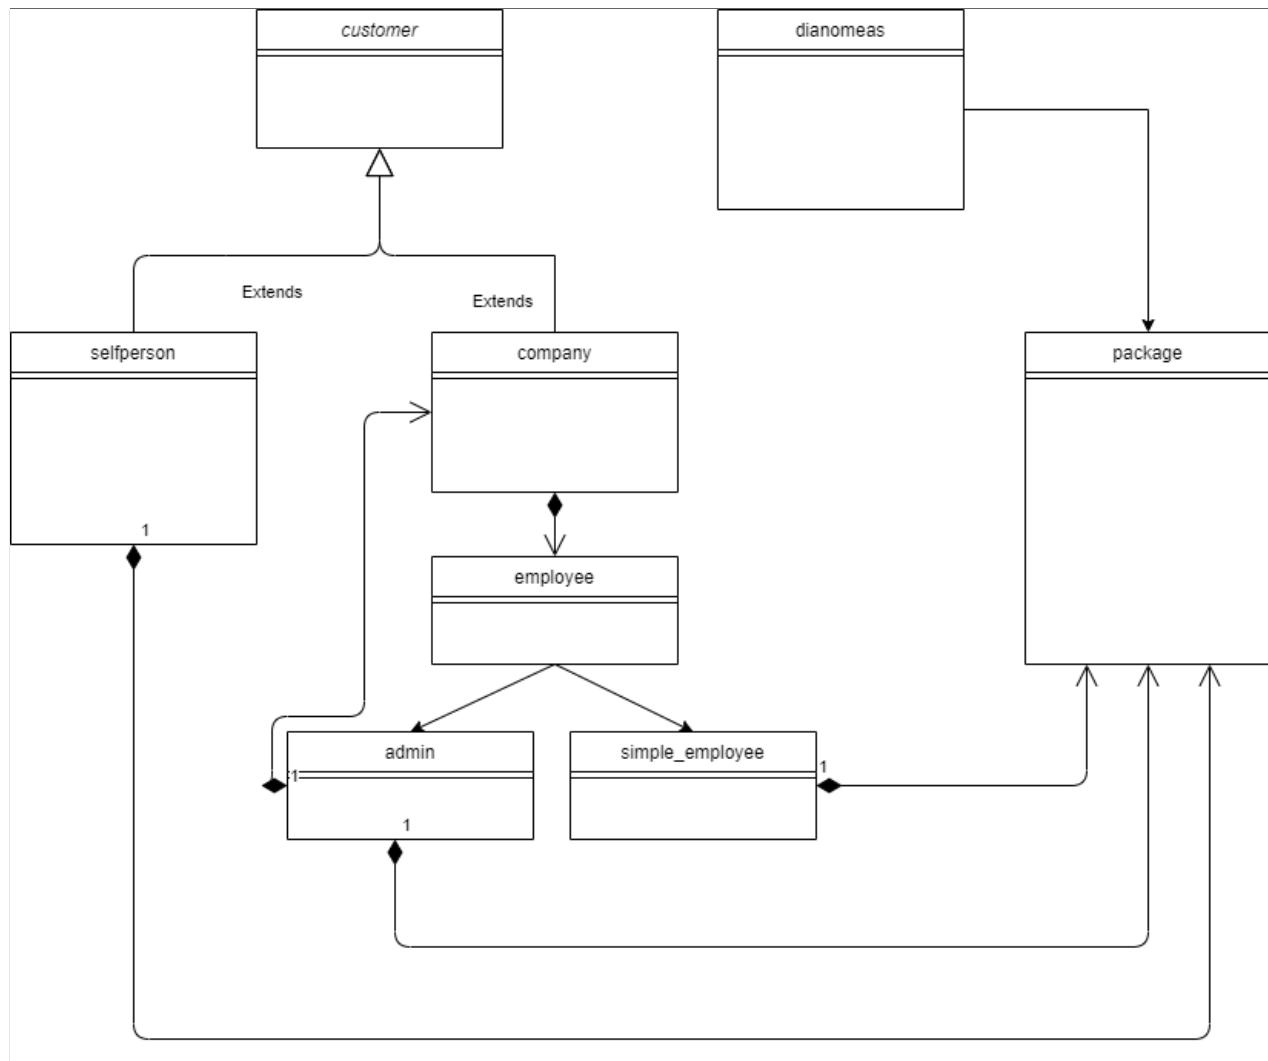 customer
dianomeas
Extends
Extends
selfperson
company
package
1
employee
admin
simple_employee
1
1
1